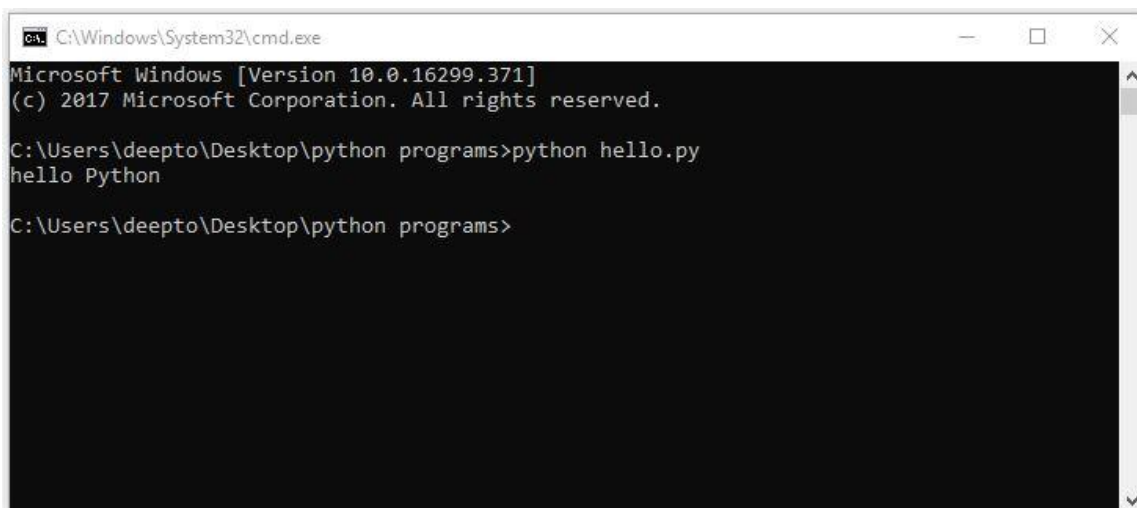 C:\Windows\System32\cmd.exe
Microsoft Windows [Version 10.0.16299.371]
(c) 2017 Microsoft Corporation. All rights reserved.
C:\Users\deepto\Desktop\python programs>python hello.py
hello Python
C:\Users\deepto\Desktop\python programs>